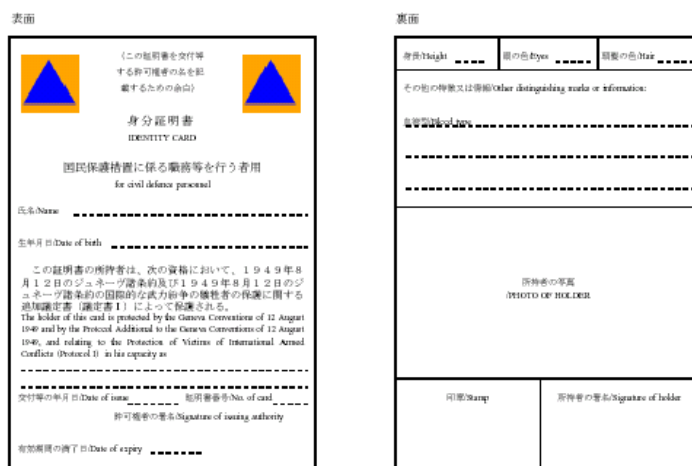 表面
(この証明書を交付等
する許可権者の名を記
載するための余白)
身分証明書
IDENTITY CARD
国民保護措置に係る職務等を行う者用
for civil defence personnel
氏名/Name
生年月日/Date of birth
この証明書の所持者は、次の資格において、1949年8
月12日のジュネーヴ諸条約及び1949年8月12日のジ
ュネーヴ諸条約の国際的な武力紛争の犠牲者の保護に関する
追加議定書(議定書I)によって保護される。
The holder of this card is protected by the Geneva Conventions of 12 August
1949 and by the Protocol Additional to the Geneva Conventions of 12 August
1949, and relating to the Protection of Victims of International Armed
Conflicts (Protocol I) in his capacity as
交付等の年月日/Date of issue 証明書番号/No. of card
許可権者の署名/Signature of issuing authority
有効期間の満了日/Date of expiry
裏面
身長/Height 眼の色/Eyes 頭髪の色/Hair
その他の特徴又は情報/Other distinguishing marks or information:
血液型/Blood type
所持者の写真
/PHOTO OF HOLDER
印章/Stamp 所持者の署名/Signature of holder